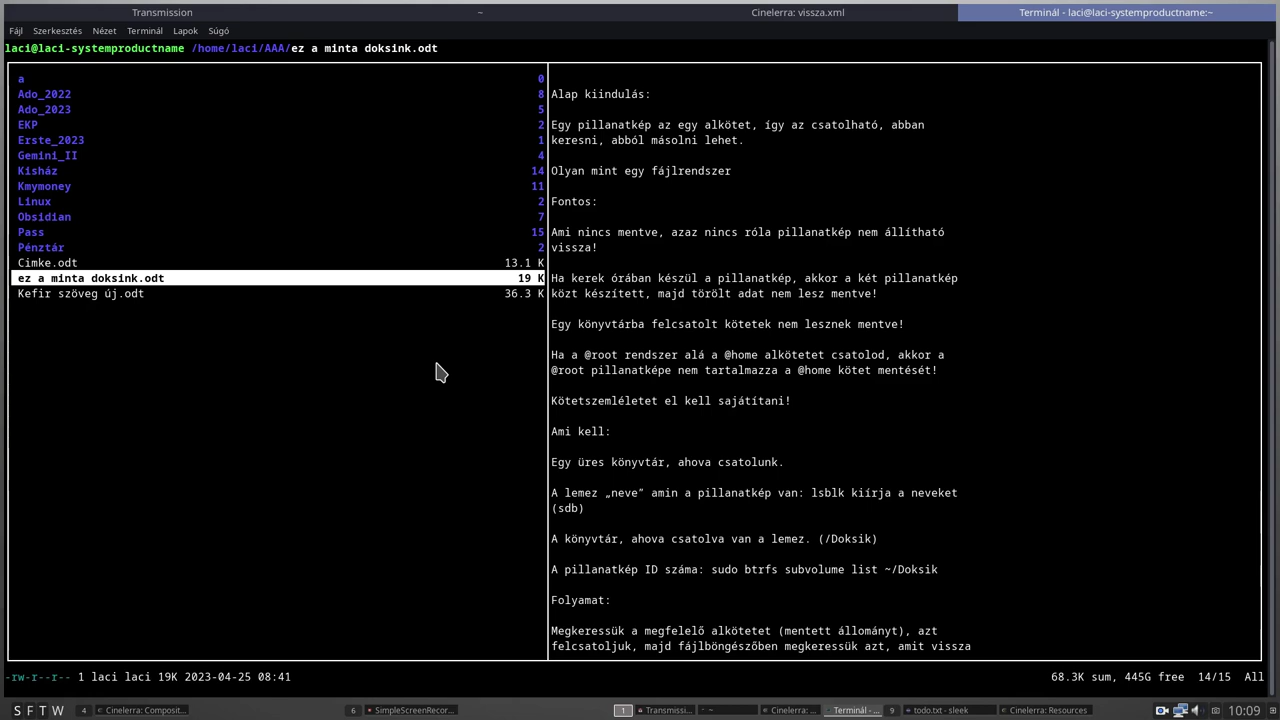 Transmission
~
Cinelerra: vissza.xml
Terminál - laci@laci-systemproductname:~
Fájl Szerkesztés Nézet Terminál Lapok Súgó
laci@laci-systemproductname /home/laci/AAA/ez a minta doksink.odt
a 0
Ado_2022 8
Ado_2023 5
EKP 2
Erste_2023 1
Gemini_II 4
Kisház 14
Kmymoney 11
Linux 2
Obsidian 7
Pass 15
Pénztár 2
Cimke.odt 13.1 K
ez a minta doksink.odt 19 K
Kefir szöveg új.odt 36.3 K
Alap kiindulás:
Egy pillanatkép az egy alkötet, így az csatolható, abban
keresni, abból másolni lehet.
Olyan mint egy fájlrendszer
Fontos:
Ami nincs mentve, azaz nincs róla pillanatkép nem állítható
vissza!
Ha kerek órában készül a pillanatkép, akkor a két pillanatkép
közt készített, majd törölt adat nem lesz mentve!
Egy könyvtárba felcsatolt kötetek nem lesznek mentve!
Ha a @root rendszer alá a @home alkötetet csatolod, akkor a
@root pillanatképe nem tartalmazza a @home kötet mentését!
Kötetszemléletet el kell sajátítani!
Ami kell:
Egy üres könyvtár, ahova csatolunk.
A lemez „neve” amin a pillanatkép van: lsblk kiírja a neveket
(sdb)
A könyvtár, ahova csatolva van a lemez. (/Doksik)
A pillanatkép ID száma: sudo btrfs subvolume list ~/Doksik
Folyamat:
Megkeressük a megfelelő alkötetet (mentett állományt), azt
felcsatoljuk, majd fájlböngészőben megkeressük azt, amit vissza
-rw-r--r-- 1 laci laci 19K 2023-04-25 08:41
68.3K sum, 445G free 14/15 All
S F T W 4 Cinelerra: Composit... 6 SimpleScreenRecor... 1 Transmissi... ~ Cinelerra: ... Terminál - ... 9 todo.txt - sleek Cinelerra: Resources 10:09